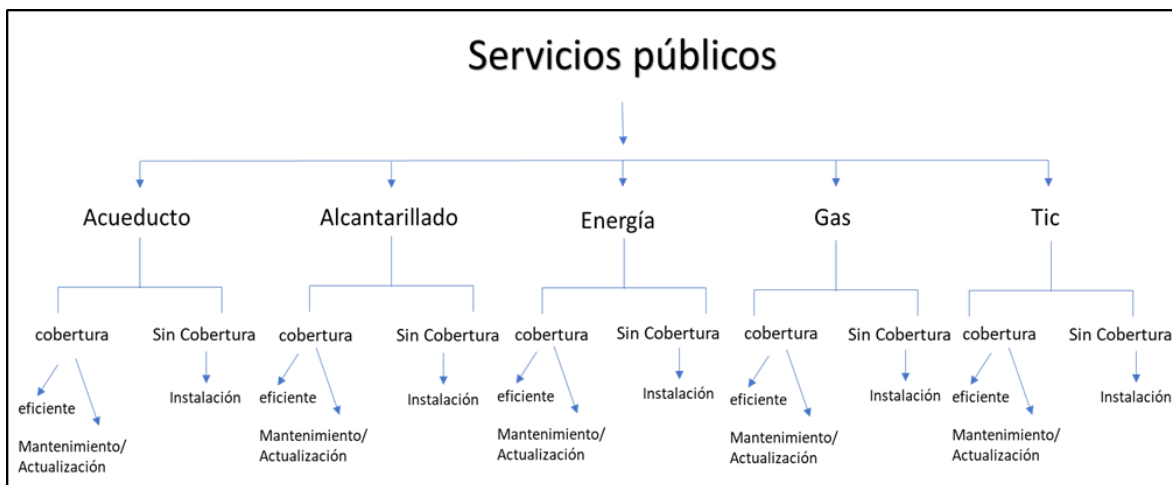 Servicios públicos
Acueducto
Alcantarillado
Energía
Gas
Tic
cobertura
Sin Cobertura
cobertura
Sin Cobertura
cobertura
Sin Cobertura
cobertura
Sin Cobertura
cobertura
Sin Cobertura
eficiente
Instalación
eficiente
Instalación
eficiente
Instalación
eficiente
Instalación
eficiente
Instalación
Mantenimiento/
Actualización
Mantenimiento/
Actualización
Mantenimiento/
Actualización
Mantenimiento/
Actualización
Mantenimiento/
Actualización